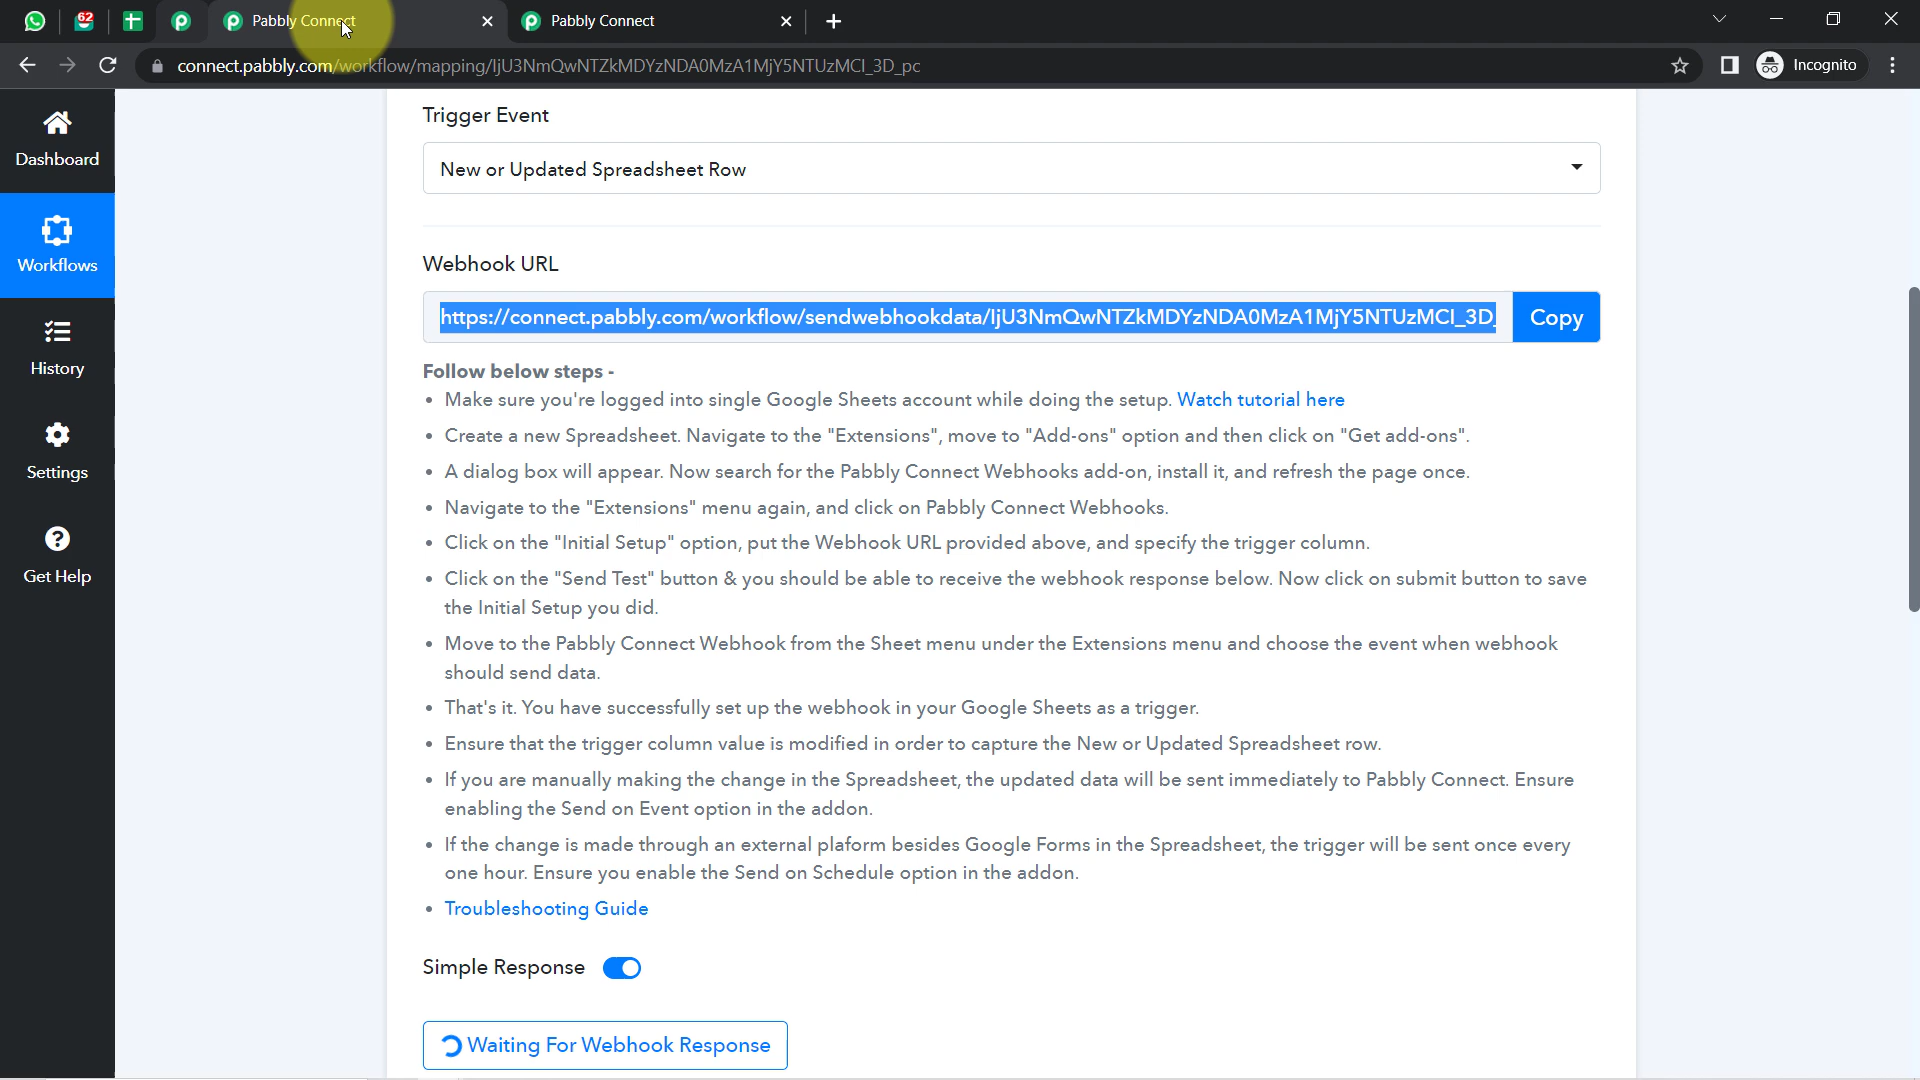 62
Pabbly Connect
Pabbly Connect
connect.pabbly.com/workflow/mapping/IjU3NmQwNTZkMDYzNDA0MzA1MjY5NTUzMCI_3D_pc
Incognito
Dashboard
Workflows
History
Settings
Get Help
Trigger Event
New or Updated Spreadsheet Row
Webhook URL
https://connect.pabbly.com/workflow/sendwebhookdata/IjU3NmQwNTZkMDYzNDA0MzA1MjY5NTUzMCI_3D_
Copy
Follow below steps -
• Make sure you're logged into single Google Sheets account while doing the setup. Watch tutorial here
• Create a new Spreadsheet. Navigate to the "Extensions", move to "Add-ons" option and then click on "Get add-ons".
• A dialog box will appear. Now search for the Pabbly Connect Webhooks add-on, install it, and refresh the page once.
• Navigate to the "Extensions" menu again, and click on Pabbly Connect Webhooks.
• Click on the "Initial Setup" option, put the Webhook URL provided above, and specify the trigger column.
• Click on the "Send Test" button & you should be able to receive the webhook response below. Now click on submit button to save
the Initial Setup you did.
• Move to the Pabbly Connect Webhook from the Sheet menu under the Extensions menu and choose the event when webhook
should send data.
• That's it. You have successfully set up the webhook in your Google Sheets as a trigger.
• Ensure that the trigger column value is modified in order to capture the New or Updated Spreadsheet row.
• If you are manually making the change in the Spreadsheet, the updated data will be sent immediately to Pabbly Connect. Ensure
enabling the Send on Event option in the addon.
• If the change is made through an external plaform besides Google Forms in the Spreadsheet, the trigger will be sent once every
one hour. Ensure you enable the Send on Schedule option in the addon.
• Troubleshooting Guide
Simple Response
Waiting For Webhook Response